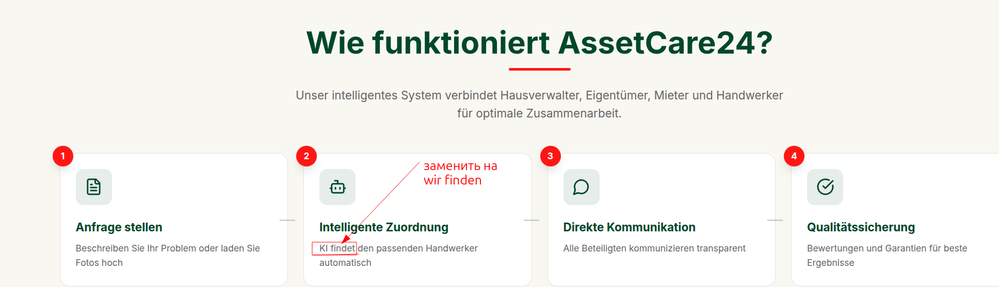 Wie funktioniert AssetCare24?
Unser intelligentes System verbindet Hausverwalter, Eigentümer, Mieter und Handwerker
für optimale Zusammenarbeit.
1
Anfrage stellen
Beschreiben Sie Ihr Problem oder laden Sie
Fotos hoch
2
заменить на
wir finden
Intelligente Zuordnung
KI findet den passenden Handwerker
automatisch
3
Direkte Kommunikation
Alle Beteiligten kommunizieren transparent
4
Qualitätssicherung
Bewertungen und Garantien für beste
Ergebnisse